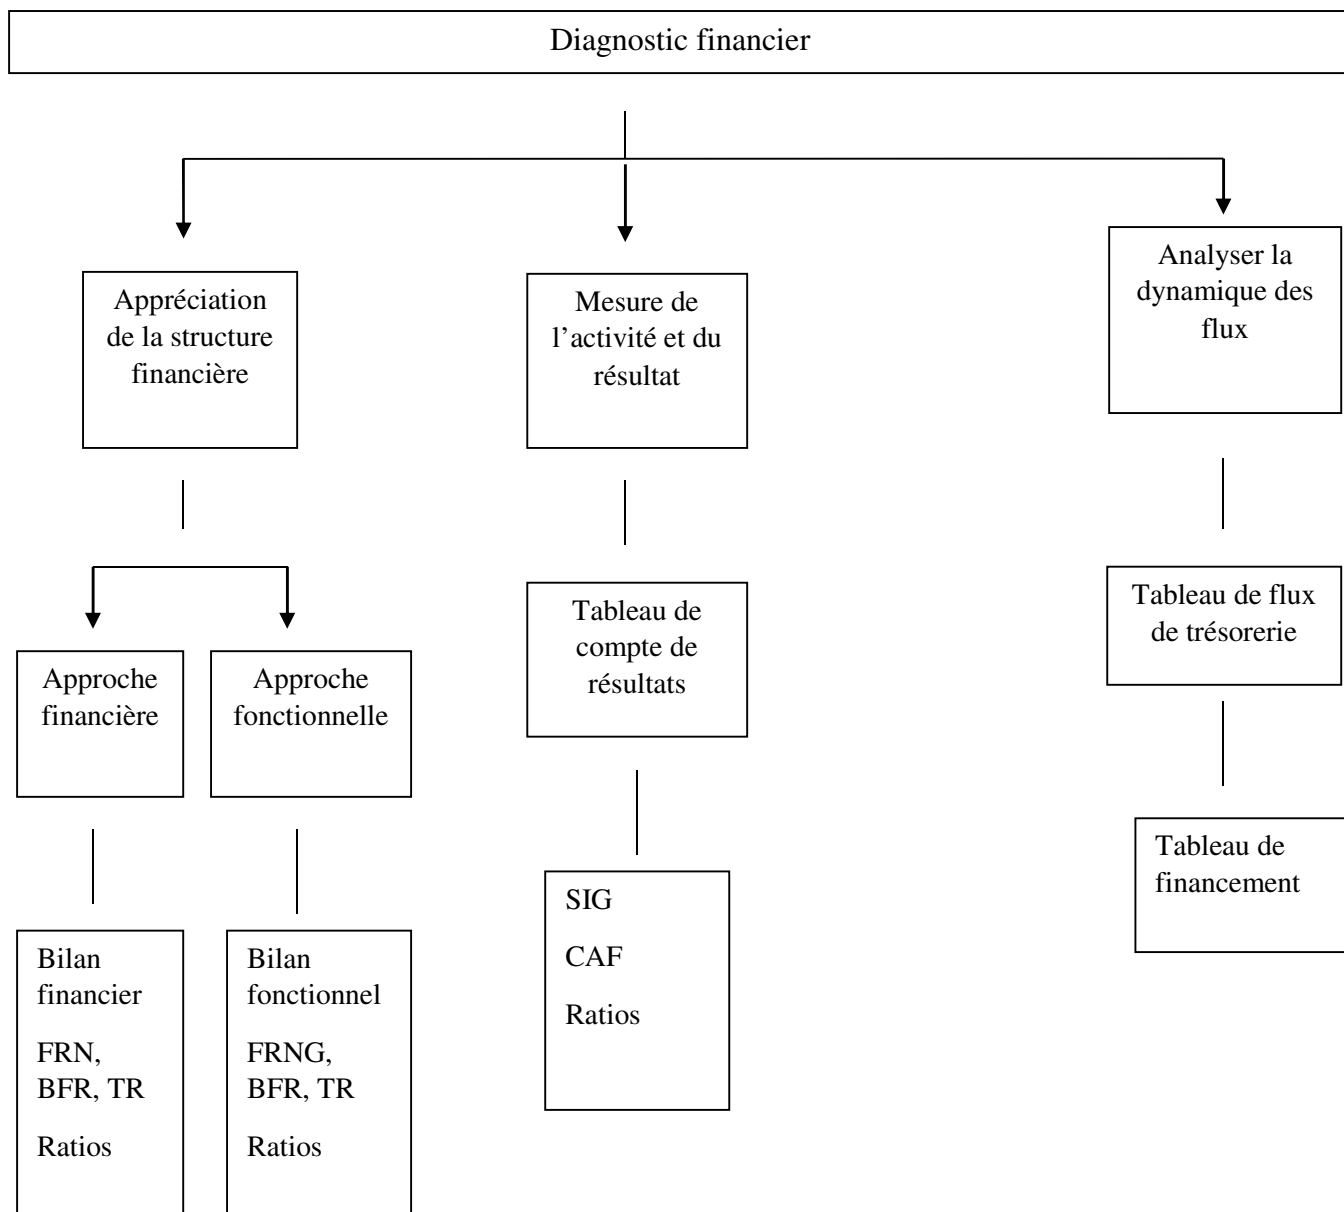 Diagnostic financier
Appréciation
de la structure
financière
Mesure de
l’activité et du
résultat
Analyser la
dynamique des
flux
Approche
financière
Approche
fonctionnelle
Tableau de
compte de
résultats
Tableau de flux
de trésorerie
Bilan
financier
FRN,
BFR, TR
Ratios
Bilan
fonctionnel
FRNG,
BFR, TR
Ratios
SIG
CAF
Ratios
Tableau de
financement